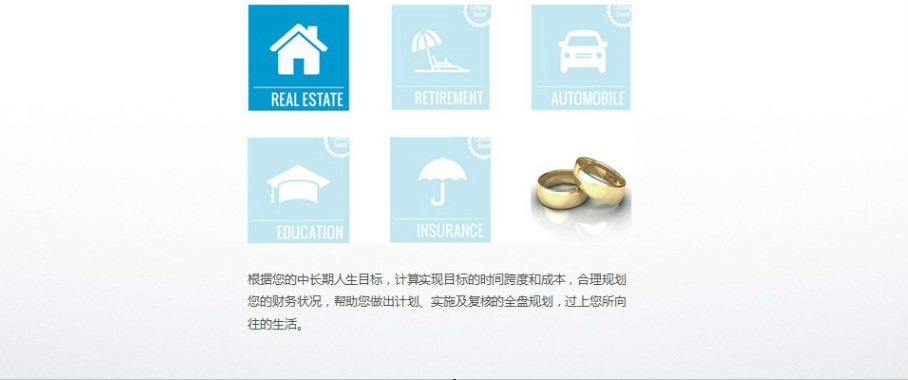 REAL ESTATE
RETIREMENT
AUTOMOBILE
EDUCATION
INSURANCE
根据您的中长期人生目标，计算实现目标的时间跨度和成本，合理规划
您的财务状况，帮助您做出计划、实施及复核的全盘规划，过上您所向
往的生活。